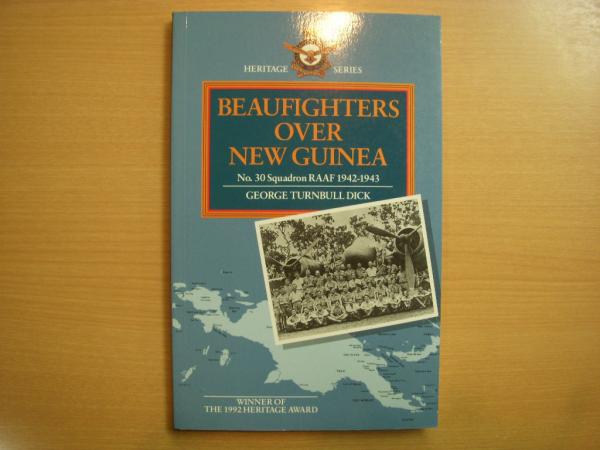 HERITAGE SERIES
BEAUFIGHTERS
OVER
NEW GUINEA
No. 30 Squadron RAAF 1942-1943
GEORGE TURNBULL DICK
WINNER OF
THE 1992 HERITAGE AWARD